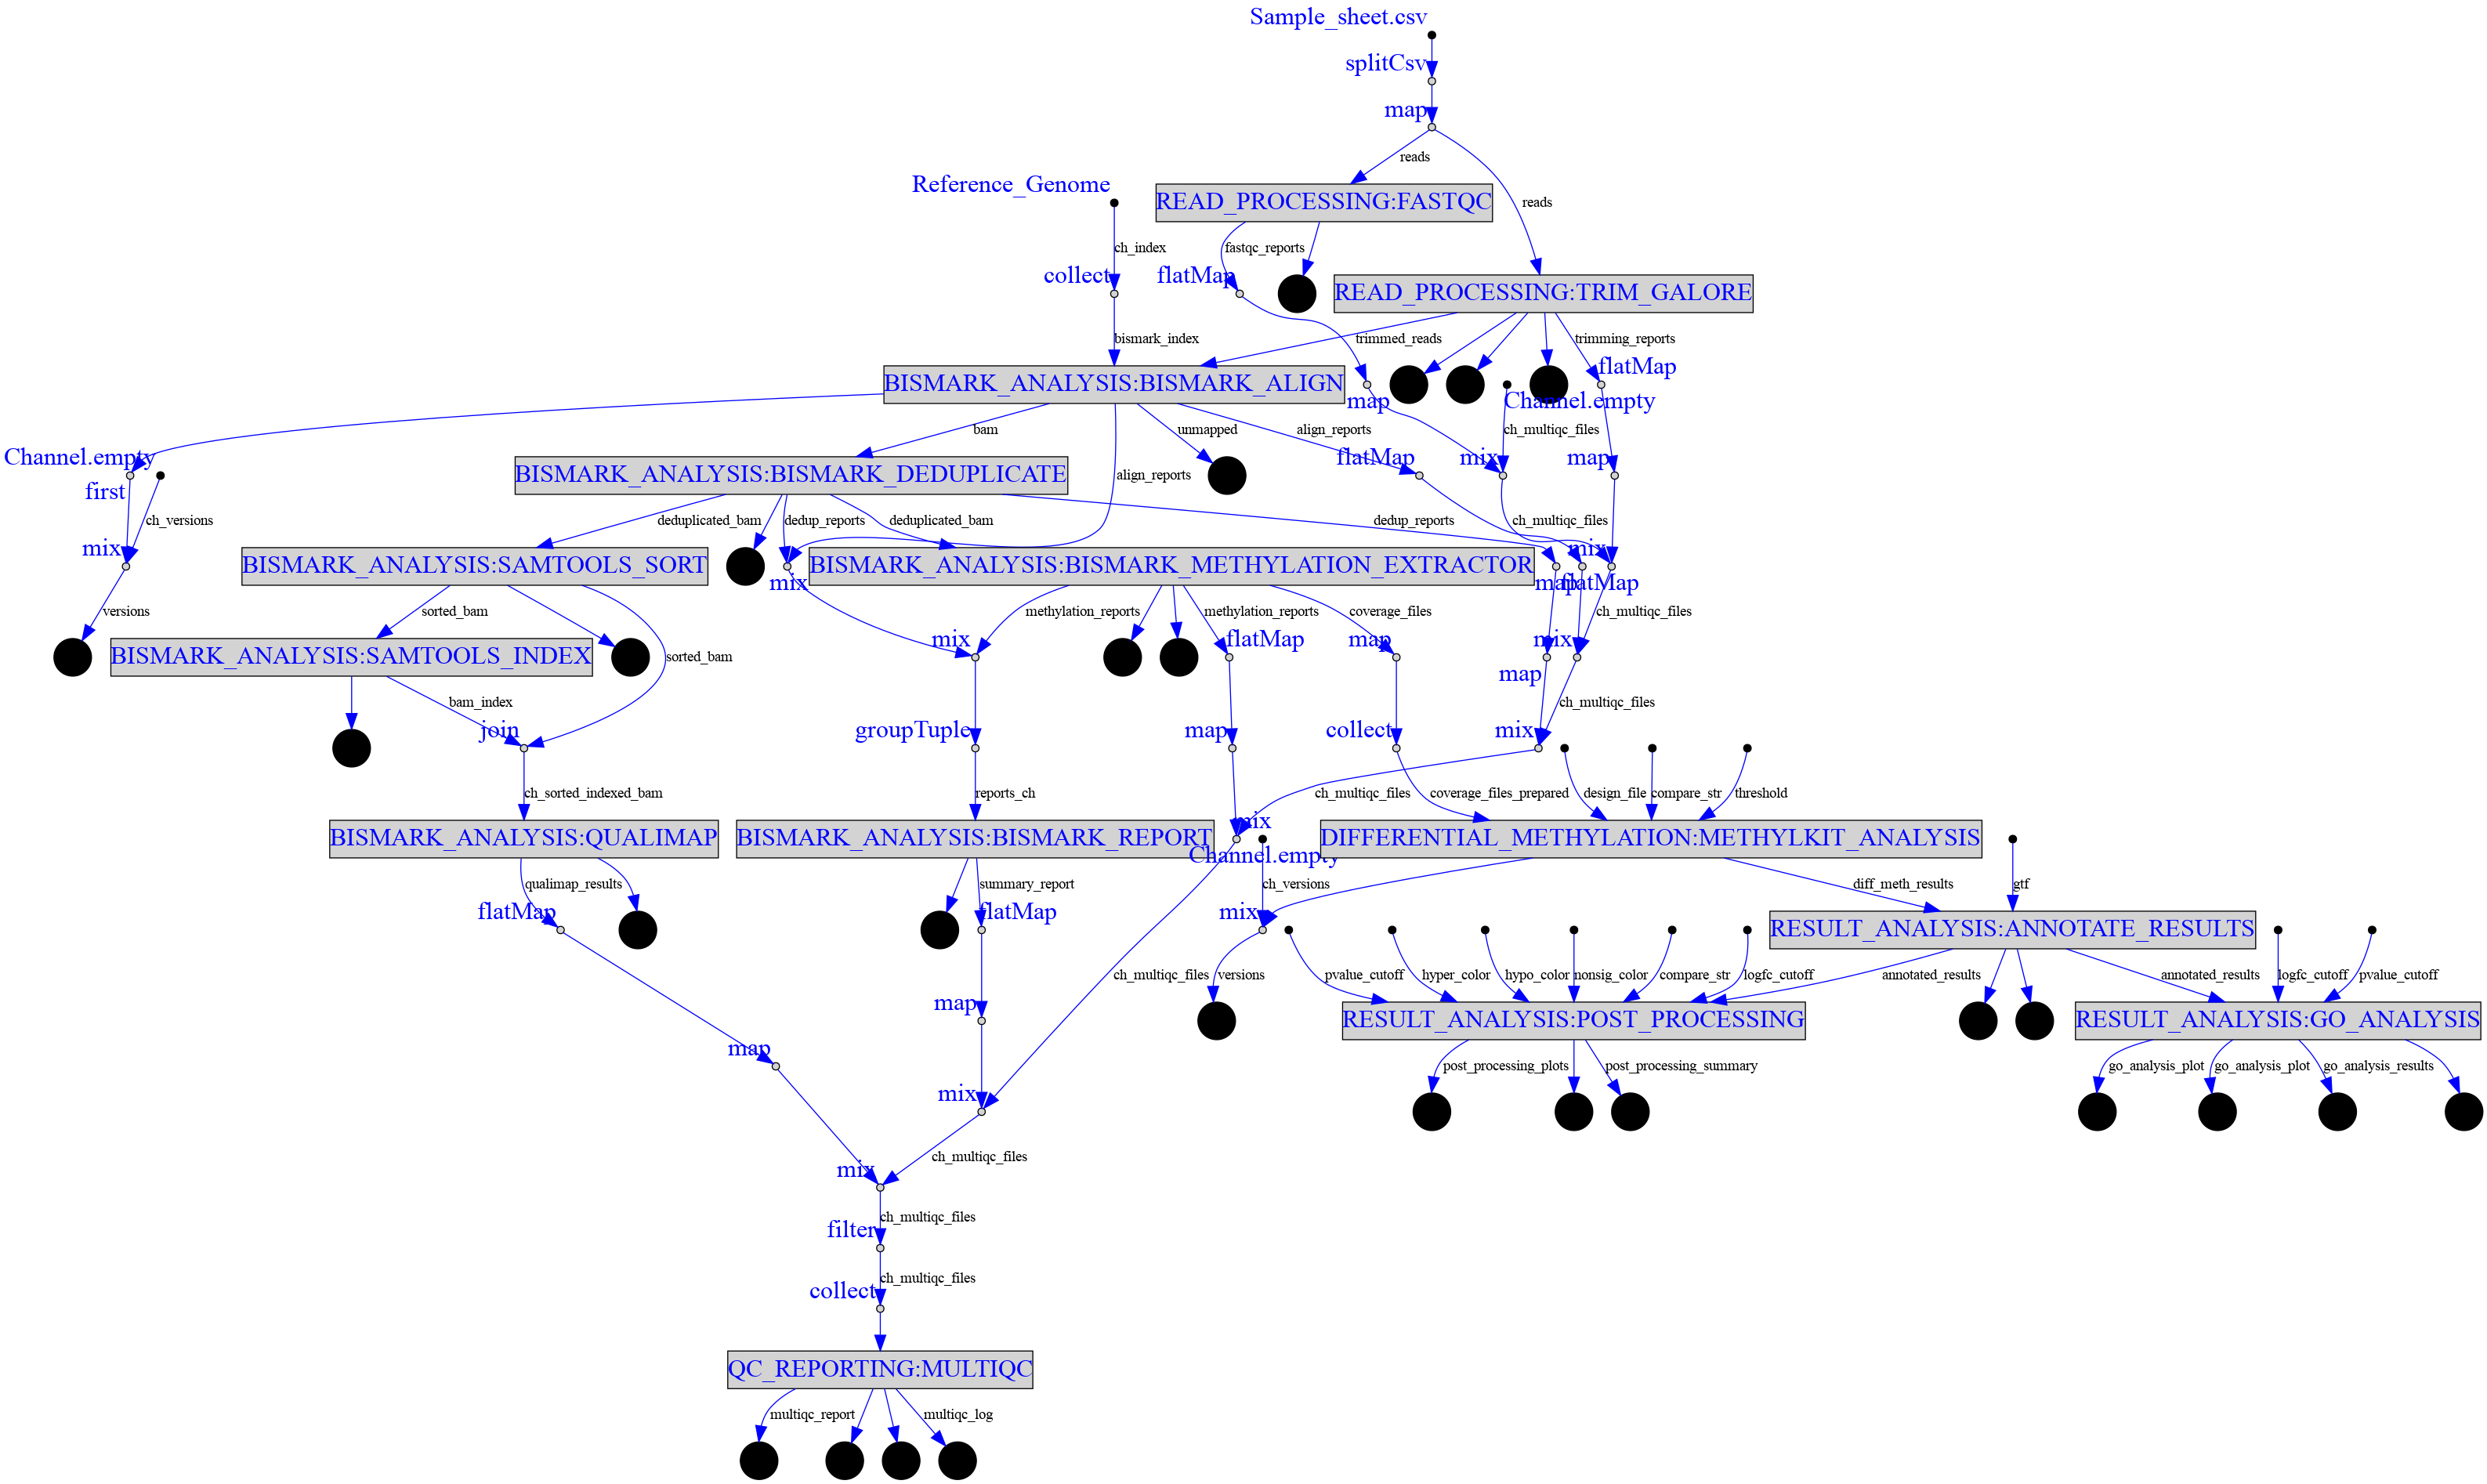 Sample_sheet.csv
splitCsv
map
reads
Reference_Genome
READ_PROCESSING:FASTQC
reads
ch_index
fastqc_reports
collect
flatMap
READ_PROCESSING:TRIM_GALORE
bismark_index
trimmed_reads
trimming_reports
flatMap
BISMARK_ANALYSIS:BISMARK_ALIGN
map
Channel.empty
bam
unmapped
align_reports
ch_multiqc_files
Channel.empty
flatMap
mix
map
BISMARK_ANALYSIS:BISMARK_DEDUPLICATE
align_reports
first
ch_versions
deduplicated_bam
dedup_reports
deduplicated_bam
dedup_reports
ch_multiqc_files
mix
mix
BISMARK_ANALYSIS:SAMTOOLS_SORT
BISMARK_ANALYSIS:BISMARK_METHYLATION_EXTRACTOR
mix
map
flatMap
versions
sorted_bam
methylation_reports
methylation_reports
coverage_files
ch_multiqc_files
mix
flatMap
map
mix
BISMARK_ANALYSIS:SAMTOOLS_INDEX
sorted_bam
map
bam_index
ch_multiqc_files
join
groupTuple
map
collect
mix
ch_sorted_indexed_bam
reports_ch
ch_multiqc_files
coverage_files_prepared
design_file
compare_str
threshold
mix
BISMARK_ANALYSIS:QUALIMAP
BISMARK_ANALYSIS:BISMARK_REPORT
DIFFERENTIAL_METHYLATION:METHYLKIT_ANALYSIS
Channel.empty
qualimap_results
summary_report
ch_versions
diff_meth_results
gtf
flatMap
flatMap
mix
RESULT_ANALYSIS:ANNOTATE_RESULTS
ch_multiqc_files
versions
pvalue_cutoff
hyper_color
hypo_color
nonsig_color
compare_str
logfc_cutoff
annotated_results
annotated_results
logfc_cutoff
pvalue_cutoff
map
RESULT_ANALYSIS:POST_PROCESSING
RESULT_ANALYSIS:GO_ANALYSIS
map
post_processing_plots
post_processing_summary
go_analysis_plot
go_analysis_plot
go_analysis_results
mix
ch_multiqc_files
mix
ch_multiqc_files
filter
ch_multiqc_files
collect
QC_REPORTING:MULTIQC
multiqc_report
multiqc_log